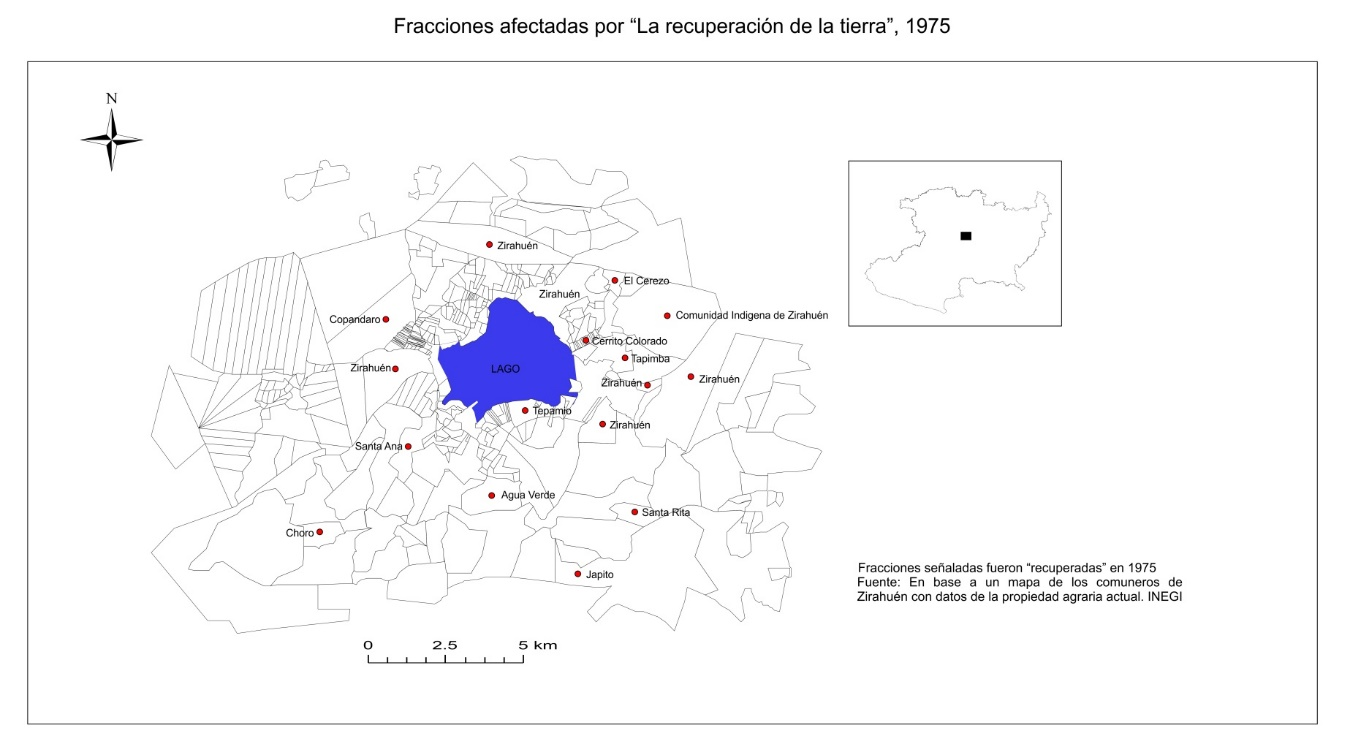 Fracciones afectadas por “La recuperación de la tierra”, 1975
N
Zirahuén
El Cerezo
Zirahuén
Comunidad Indigena de Zirahuén
Copandaro
Cerrito Colorado
Tapimba
Zirahuén
LAGO
Zirahuén
Zirahuén
Tepamio
Zirahuén
Santa Ana
Agua Verde
Santa Rita
Choro
Japito
Fracciones señaladas fueron “recuperadas” en 1975
Fuente: En base a un mapa de los comuneros de
Zirahuén con datos de la propiedad agraria actual. INEGI
0 2.5 5 km